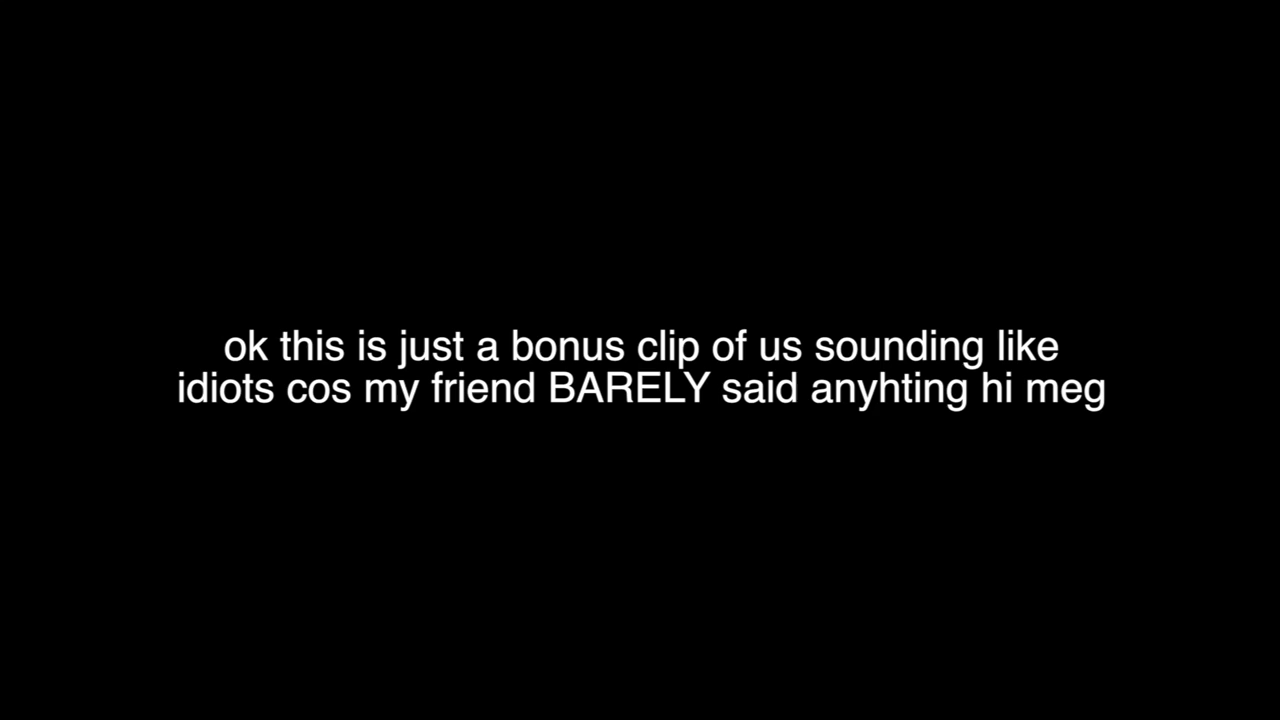 ok this is just a bonus clip of us sounding like
idiots cos my friend BARELY said anyhting hi meg